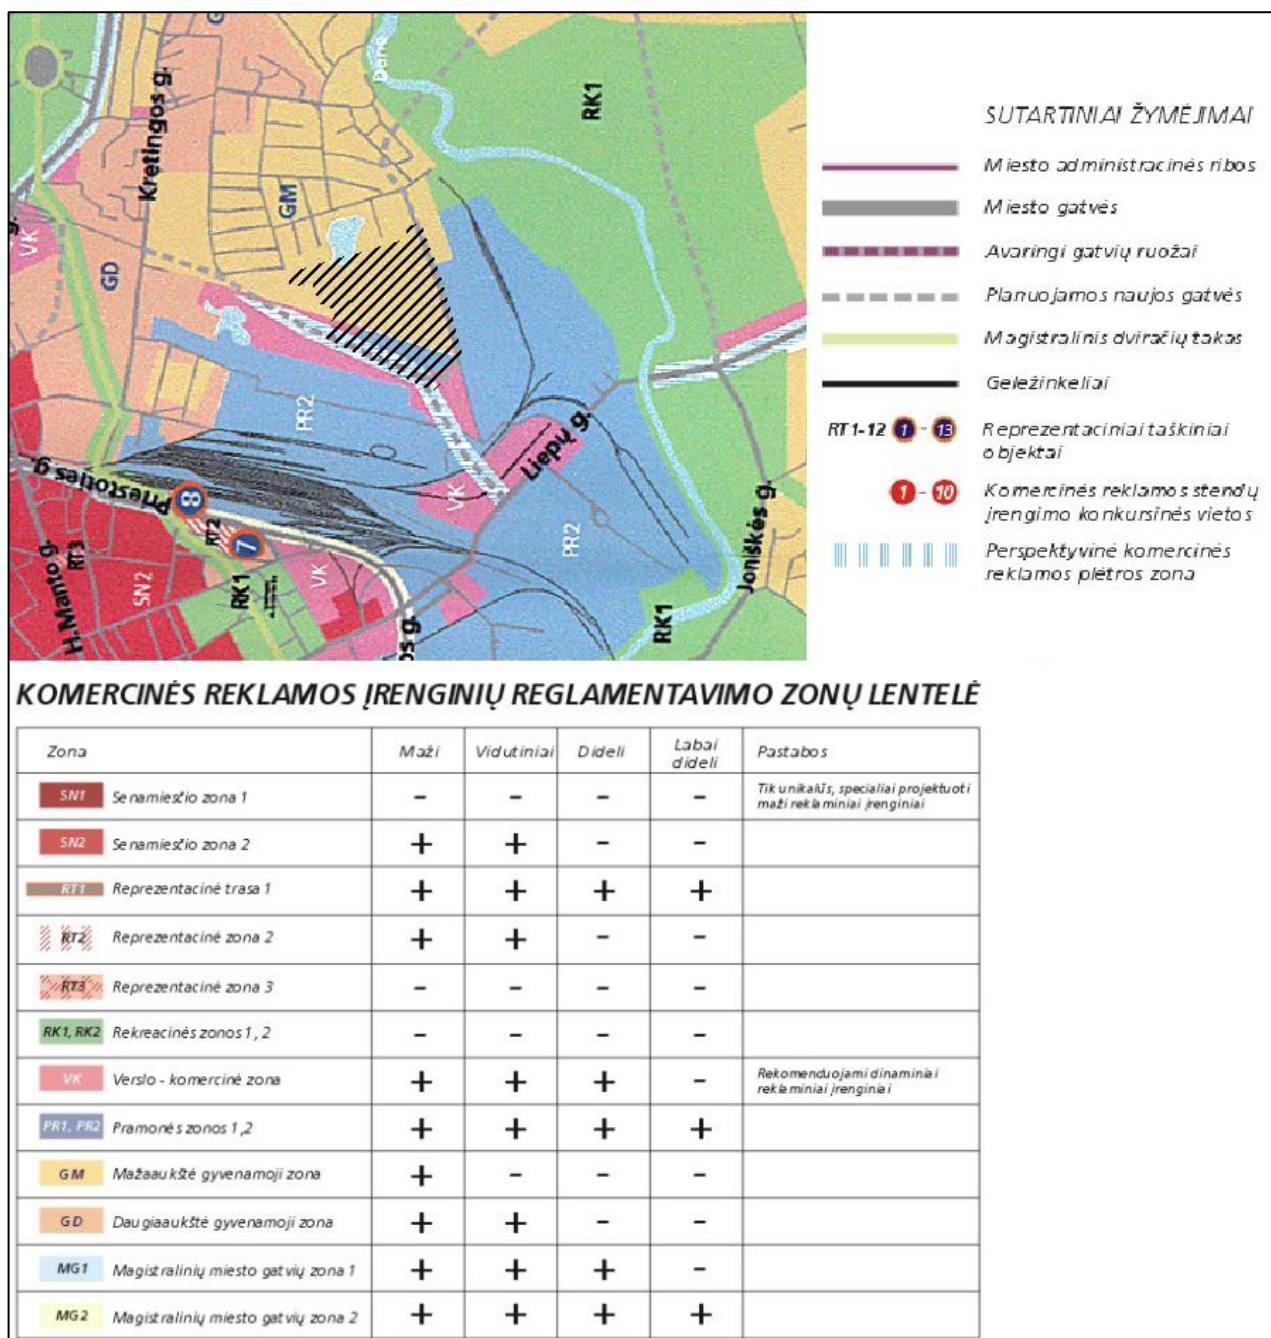 G
Danė
Kretingos g.
RK1
g.
VK
GM
GD
PR2
Liepų g.
VK
Priestoties g.
8
RT2
7
H.Manto g.
RT3
SN2
RK1
VK
PR2
Joniškės g.
RK1
os g.
SUTARTINIAI ŽYMĖJIMAI
Miesto administracinės ribos
Miesto gatvės
Avaringi gatvių ruožai
Planuojamos naujos gatvės
Magistralinis dviračių takas
Geležinkeliai
RT1-12 1 - 13 Reprezentaciniai taškiniai
objektai
1 - 10 Komercinės reklamos stendų
įrengimo konkursinės vietos
Perspektyvinė komercinės
reklamos plėtros zona
KOMERCINĖS REKLAMOS ĮRENGINIŲ REGLAMENTAVIMO ZONŲ LENTELĖ
Zona Maži Vidutiniai Dideli Labai dideli Pastabos
SN1 Senamiesčio zona 1 – – – – Tik unikalūs, specialiai projektuoti maži reklaminiai įrenginiai
SN2 Senamiesčio zona 2 + + – –
RT1 Reprezentacinė trasa 1 + + + +
RT2 Reprezentacinė zona 2 + + – –
RT3 Reprezentacinė zona 3 – – – –
RK1, RK2 Rekreacinės zonos 1, 2 – – – –
VK Verslo - komercinė zona + + + – Rekomenduojami dinaminiai reklaminiai įrenginiai
PR1, PR2 Pramonės zonos 1,2 + + + +
GM Mažaaukštė gyvenamoji zona + – – –
GD Daugiaaukštė gyvenamoji zona + + – –
MG1 Magistralinių miesto gatvių zona 1 + + + –
MG2 Magistralinių miesto gatvių zona 2 + + + +